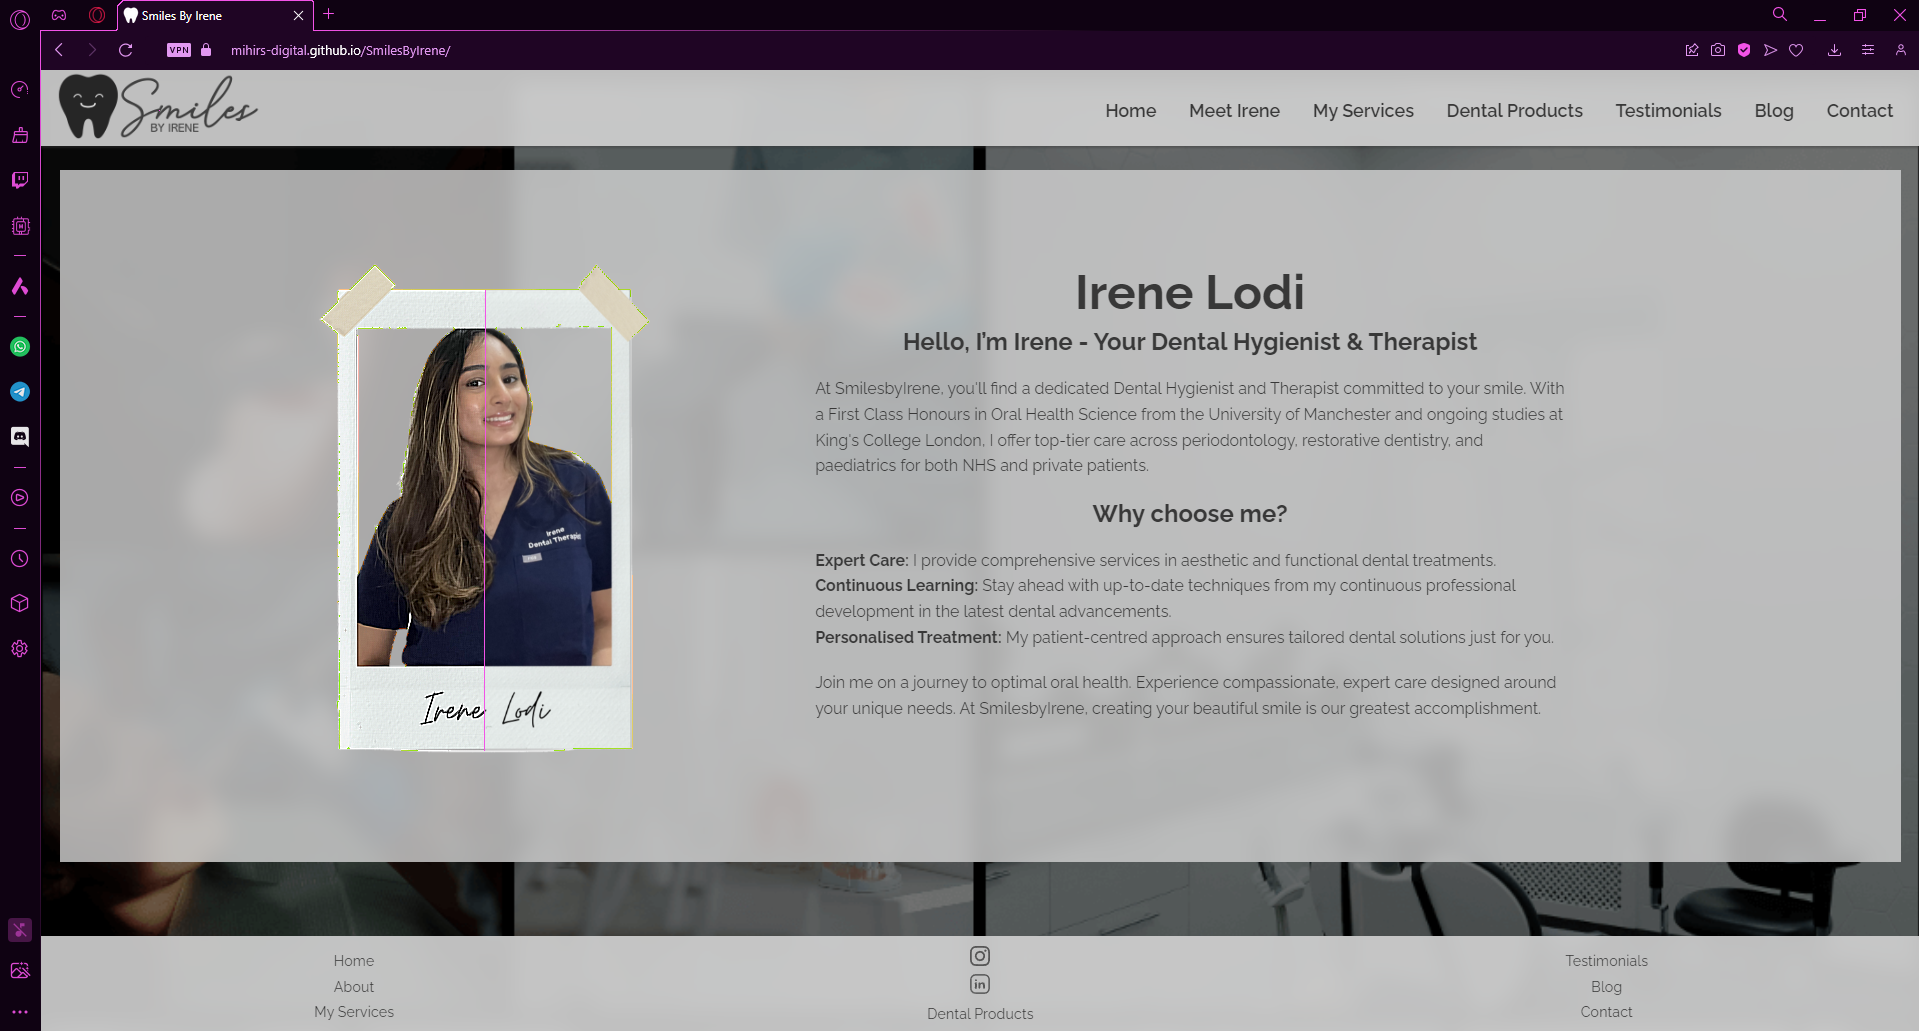 Smiles By Irene
VPN
mihirs-digital.github.io/SmilesByIrene/
Smiles
BY IRENE
Home
Meet Irene
My Services
Dental Products
Testimonials
Blog
Contact
Irene Lodi
Hello, I’m Irene - Your Dental Hygienist & Therapist
At SmilesbyIrene, you'll find a dedicated Dental Hygienist and Therapist committed to your smile. With
a First Class Honours in Oral Health Science from the University of Manchester and ongoing studies at
King's College London, I offer top-tier care across periodontology, restorative dentistry, and
paediatrics for both NHS and private patients.
Why choose me?
Expert Care: I provide comprehensive services in aesthetic and functional dental treatments.
Continuous Learning: Stay ahead with up-to-date techniques from my continuous professional
development in the latest dental advancements.
Personalised Treatment: My patient-centred approach ensures tailored dental solutions just for you.
Join me on a journey to optimal oral health. Experience compassionate, expert care designed around
your unique needs. At SmilesbyIrene, creating your beautiful smile is our greatest accomplishment.
Irene
Dental Therapist
Irene Lodi
Home
About
My Services
Dental Products
Testimonials
Blog
Contact